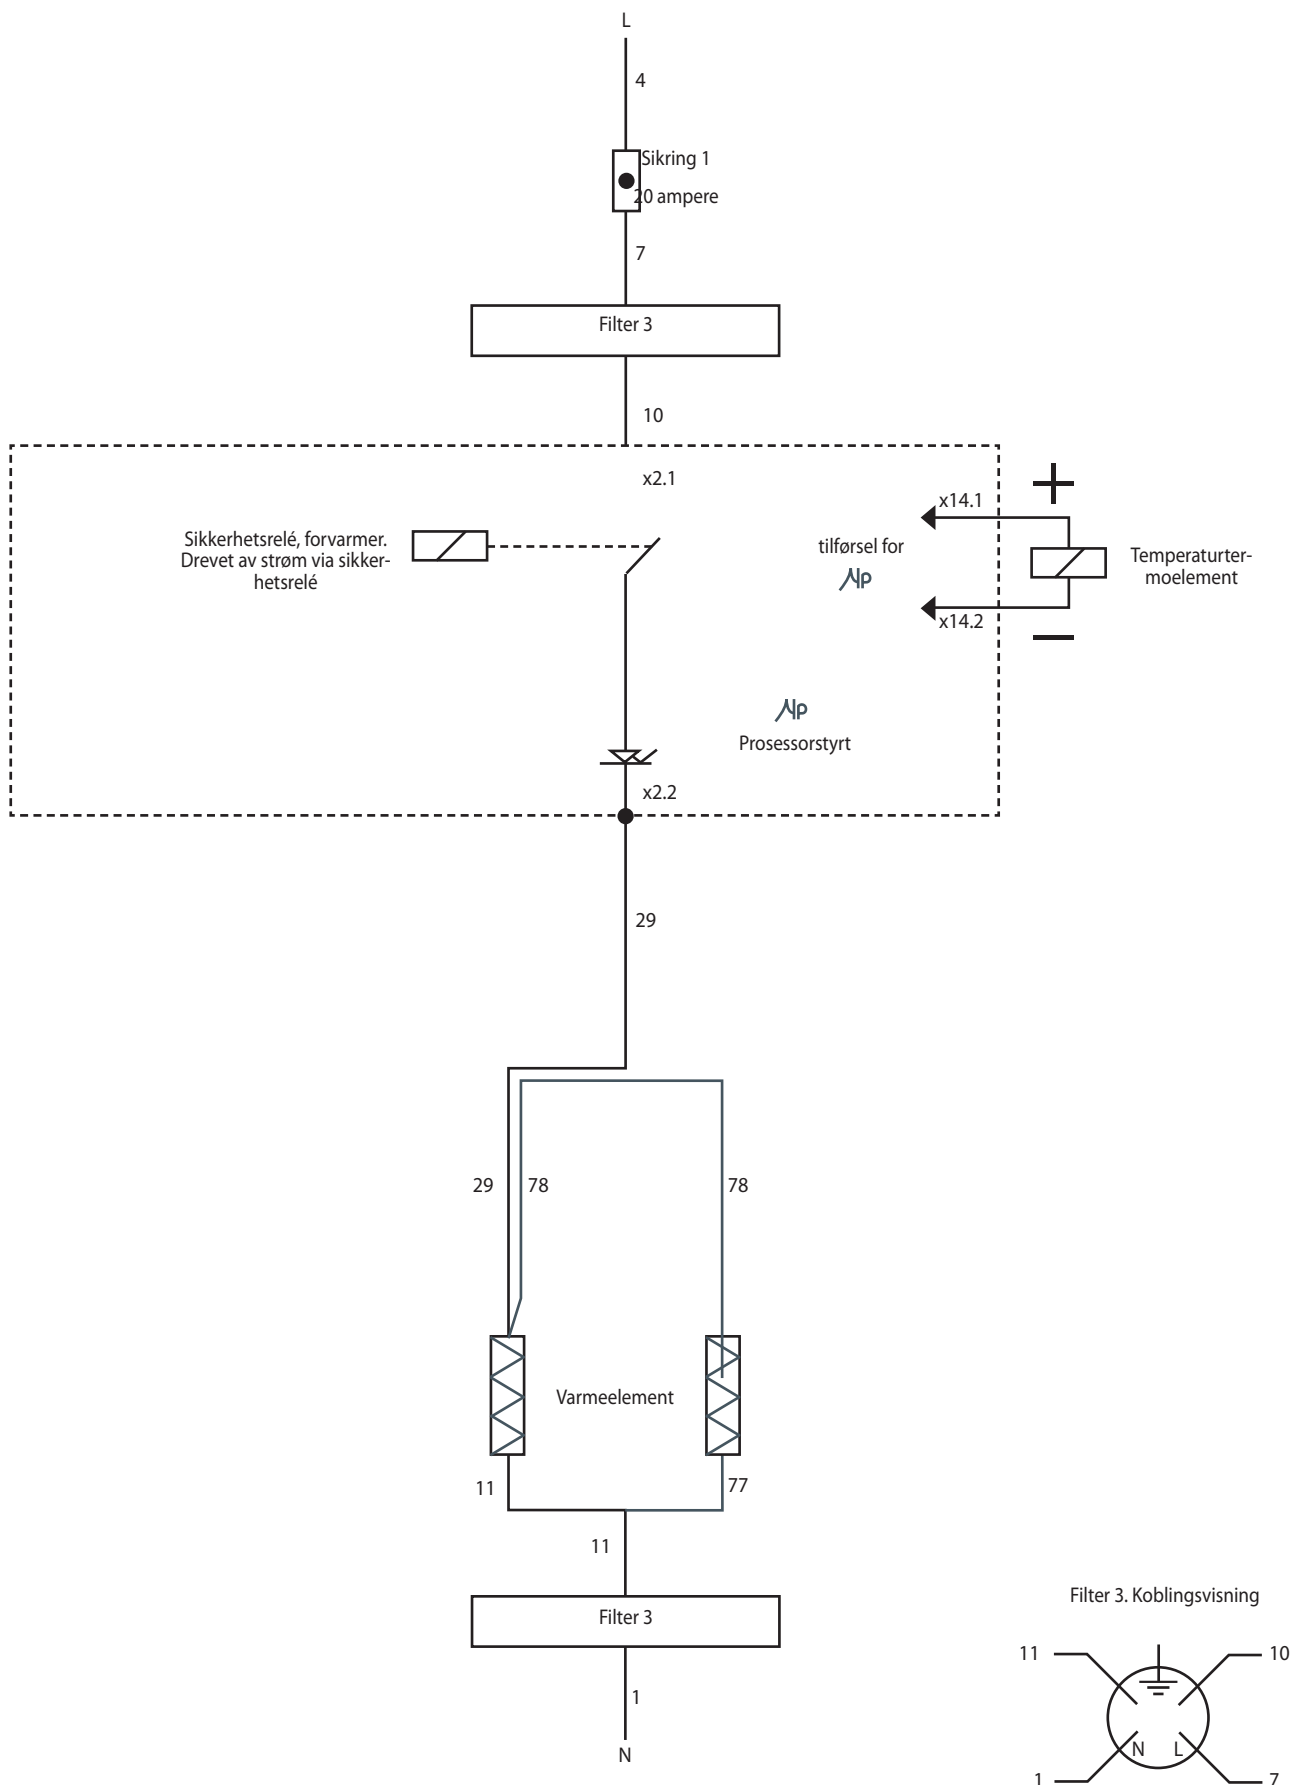 L
4
Sikring 1
20 ampere
7
Filter 3
10
x2.1
x14.1
Sikkerhetsrelé, forvarmer.
Drevet av strøm via sikker-
hetsrelé
tilførsel for
Temperaturter-
moelement
x14.2
Prosessorstyrt
x2.2
29
29
78
78
Varmeelement
11
77
11
Filter 3
1
N
Filter 3. Koblingsvisning
11
10
N
L
1
7